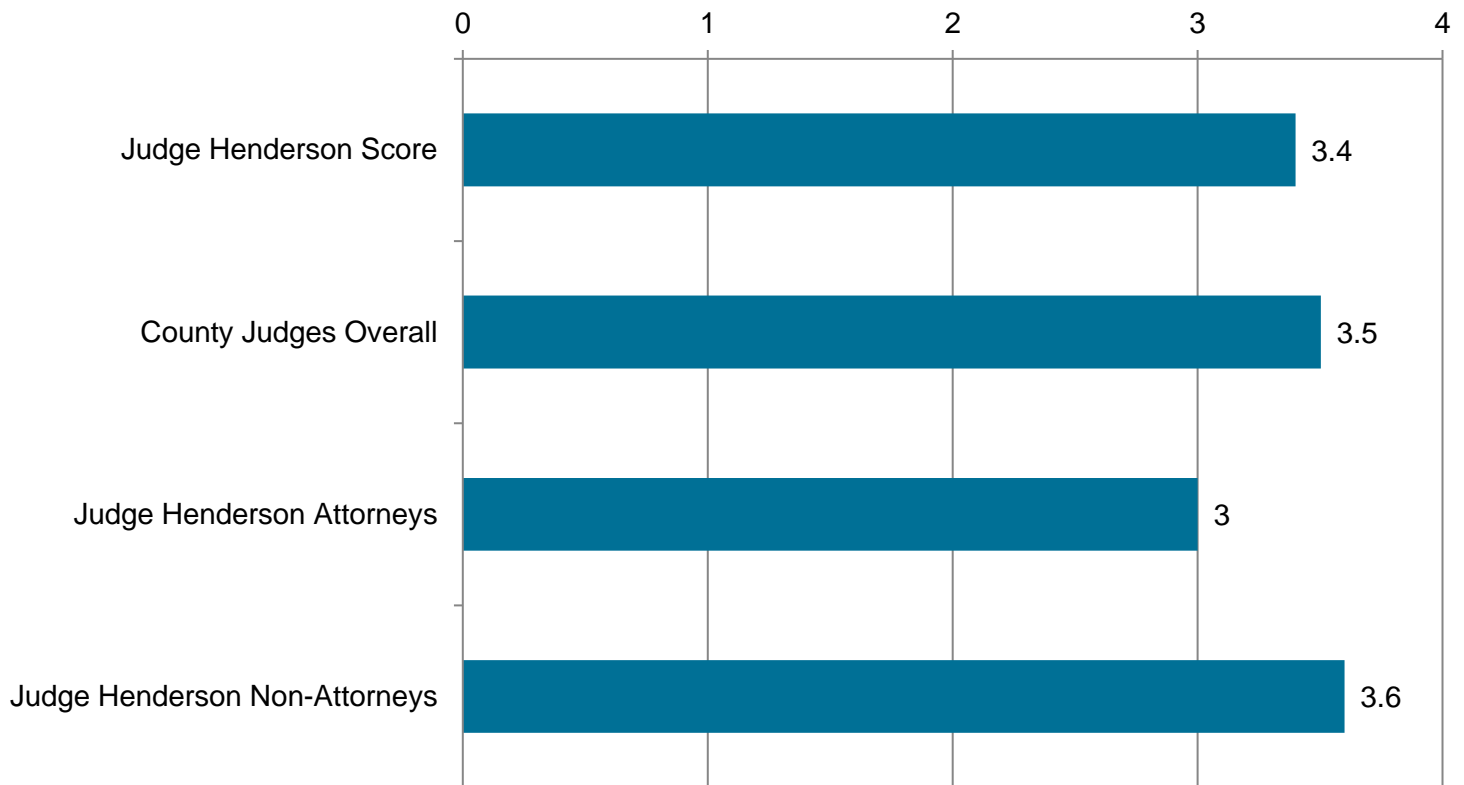 0 1 2 3 4
Judge Henderson Score 3.4
County Judges Overall 3.5
Judge Henderson Attorneys 3
Judge Henderson Non-Attorneys 3.6